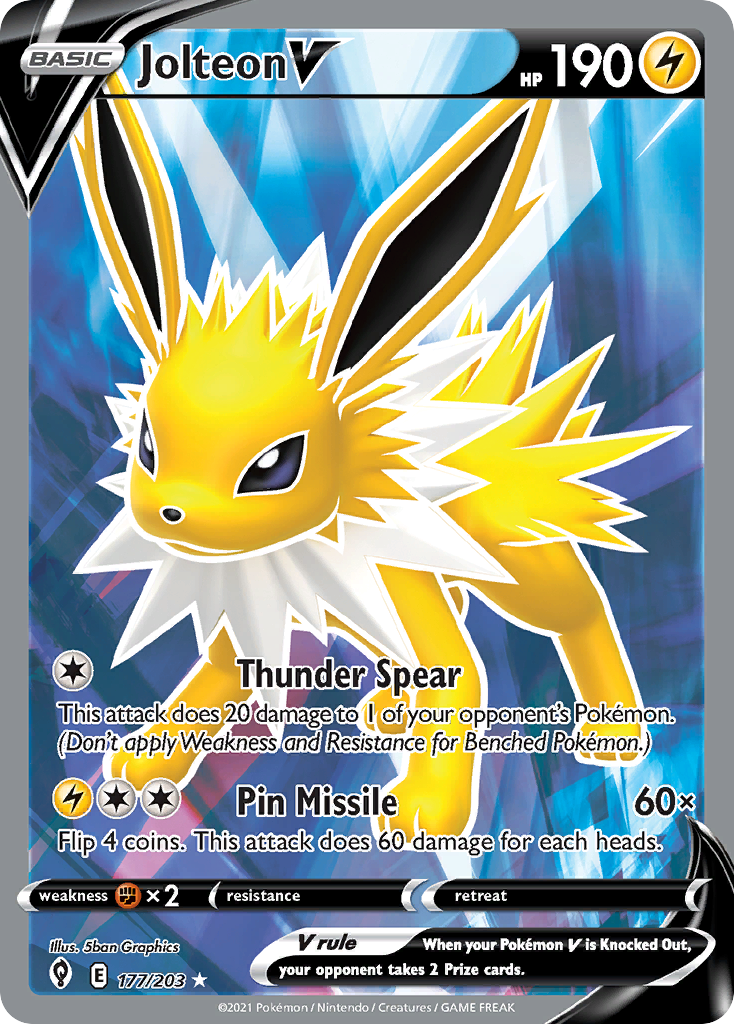 BASIC
Jolteon V
HP 190
Thunder Spear
This attack does 20 damage to 1 of your opponent's Pokémon.
(Don't apply Weakness and Resistance for Benched Pokémon.)
Pin Missile 60×
Flip 4 coins. This attack does 60 damage for each heads.
weakness ×2 resistance retreat
Illus. 5ban Graphics
V rule When your Pokémon V is Knocked Out,
your opponent takes 2 Prize cards.
E 177/203 ★
©2021 Pokémon / Nintendo / Creatures / GAME FREAK